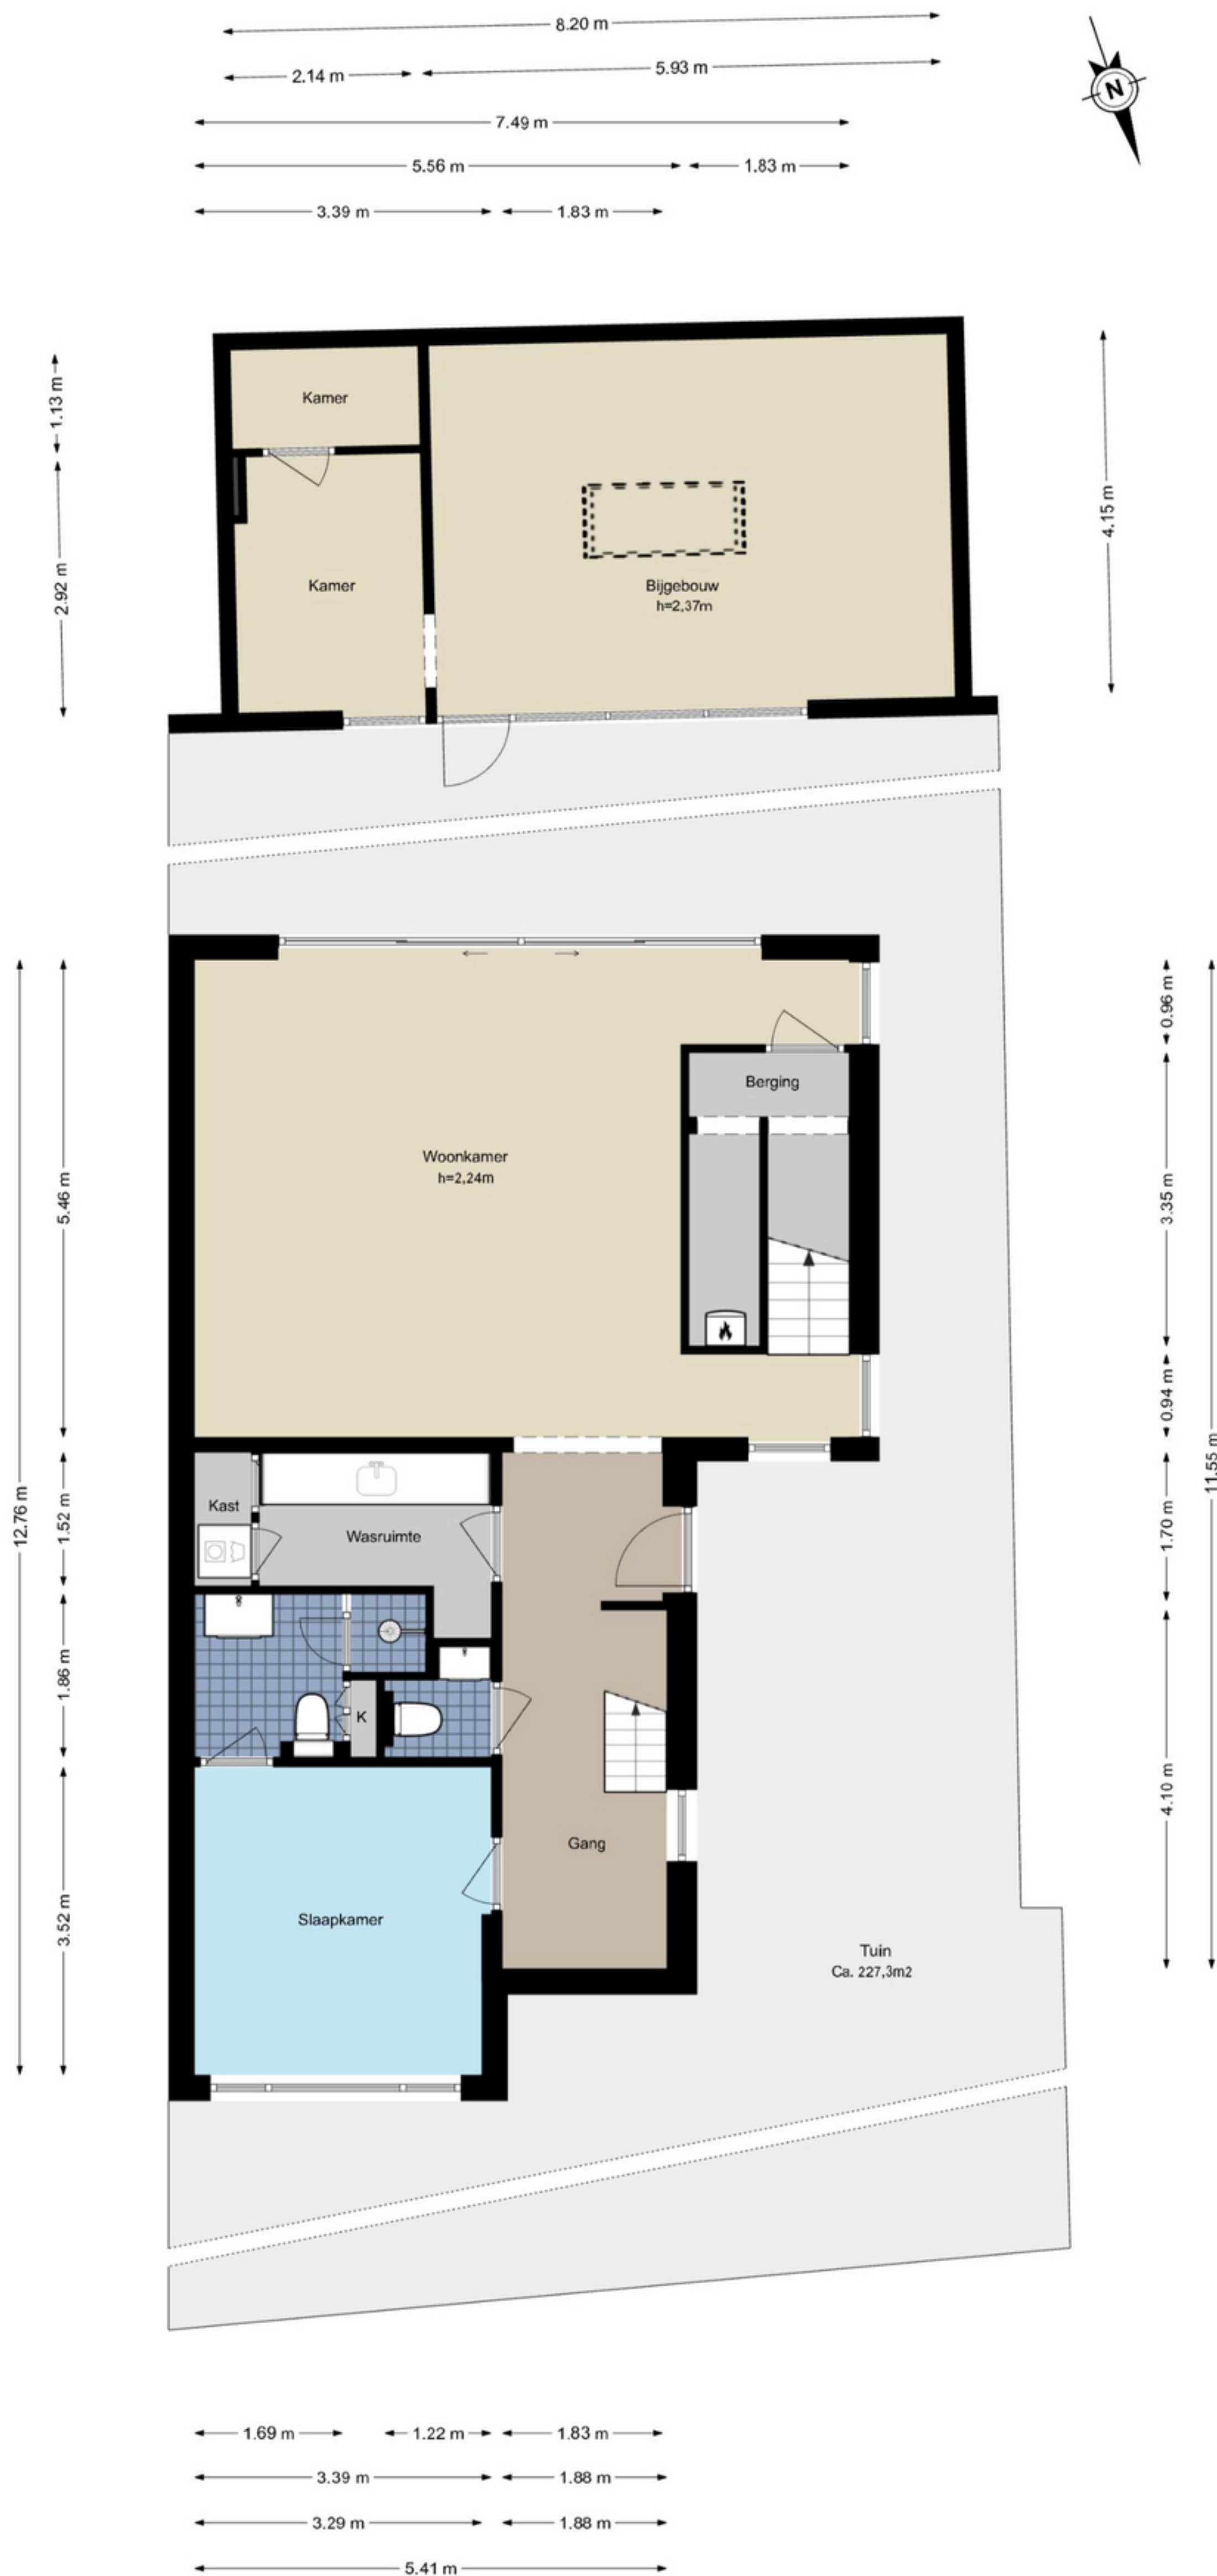 8.20 m
2.14 m
5.93 m
7.49 m
5.56 m
1.83 m
3.39 m
1.83 m
N
1.13 m
2.92 m
4.15 m
Kamer
Kamer
Bijgebouw
h=2,37m
12.76 m
5.46 m
1.52 m
1.86 m
3.52 m
0.96 m
3.35 m
0.94 m
1.70 m
4.10 m
11.55 m
Berging
Woonkamer
h=2,24m
Kast
Wasruimte
K
Gang
Slaapkamer
Tuin
Ca. 227,3m2
1.69 m
1.22 m
1.83 m
3.39 m
1.88 m
3.29 m
1.88 m
5.41 m